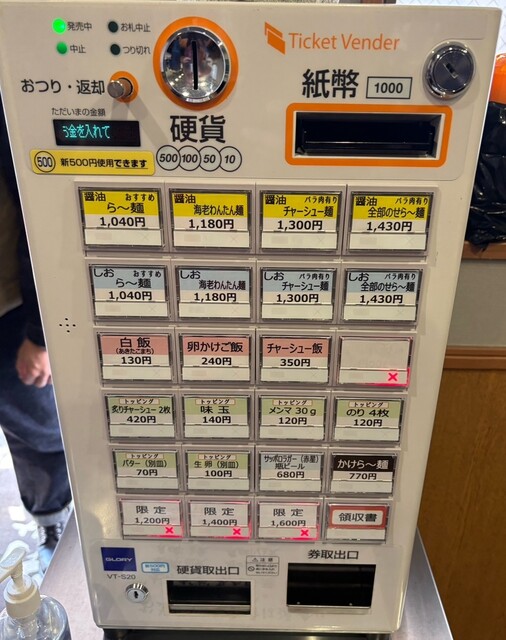 発売中
お札中止
中止
つり切れ
Ticket Vender
おつり・返却
紙幣
1000
ただいまの金額
お金を入れて
硬貨
500 100 50 10
500 新500円使用できます
醤油 おすすめ
ら〜麺
1,040円
醤油
海老わんたん麺
1,180円
醤油 バラ肉有り
チャーシュー麺
1,300円
醤油 バラ肉有り
全部のせら〜麺
1,430円
しお おすすめ
ら〜麺
1,040円
しお
海老わんたん麺
1,180円
しお バラ肉有り
チャーシュー麺
1,300円
しお バラ肉有り
全部のせら〜麺
1,430円
白飯
(あきたこまち)
130円
卵かけご飯
240円
チャーシュー飯
350円
×
トッピング
炙りチャーシュー 2枚
420円
トッピング
味玉
140円
トッピング
メンマ 30g
120円
トッピング
のり 4枚
120円
トッピング
バター (別皿)
70円
トッピング
生卵 (別皿)
100円
サッポロラガー (赤星)
瓶ビール
680円
かけら〜麺
770円
限定
1,200円
×
限定
1,400円
×
限定
1,600円
×
領収書
GLORY
VT-S20
硬貨取出口
注意
券取出口